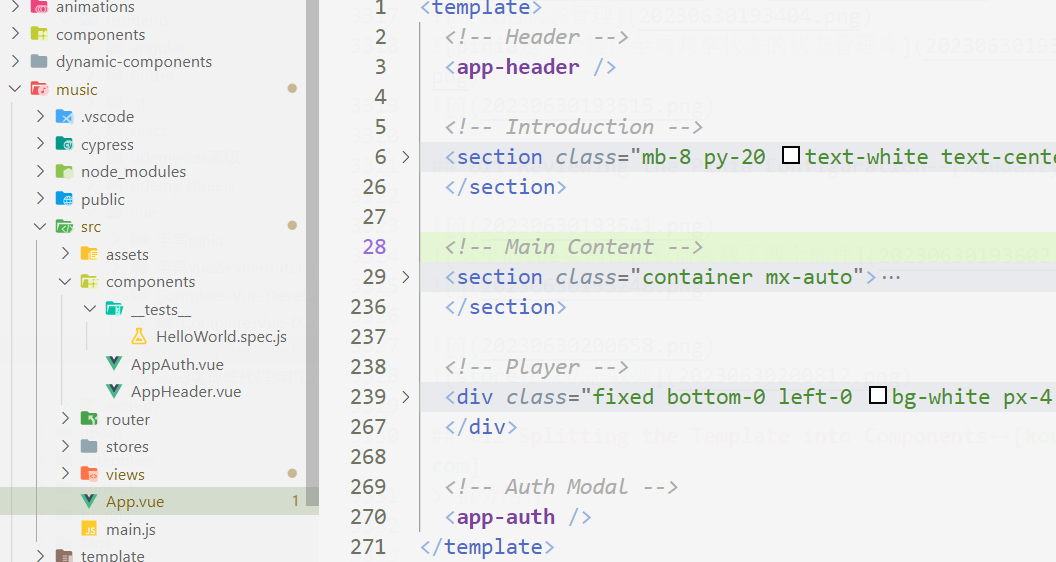 animations
components
dynamic-components
music
.vscode
cypress
node_modules
public
src
assets
components
__tests__
HelloWorld.spec.js
AppAuth.vue
AppHeader.vue
router
stores
views
App.vue 1
main.js
template
1 <template>
2 <!-- Header -->
3 <app-header />
4
5 <!-- Introduction -->
6 <section class="mb-8 py-20 text-white text-cente
26 </section>
27
28 <!-- Main Content -->
29 <section class="container mx-auto">…
236 </section>
237
238 <!-- Player -->
239 <div class="fixed bottom-0 left-0 bg-white px-4
267 </div>
268
269 <!-- Auth Modal -->
270 <app-auth />
271 </template>